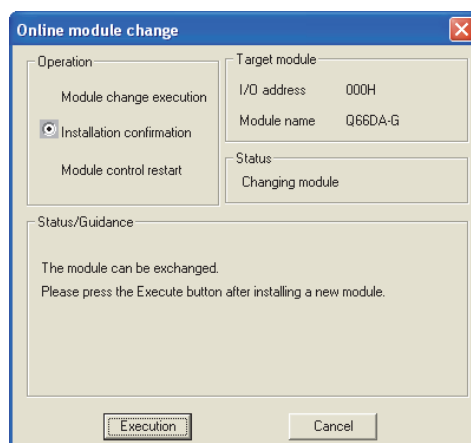 Online module change
Operation
Module change execution
Installation confirmation
Module control restart
Target module
I/O address 000H
Module name Q66DA-G
Status
Changing module
Status/Guidance
The module can be exchanged.
Please press the Execute button after installing a new module.
Execution Cancel